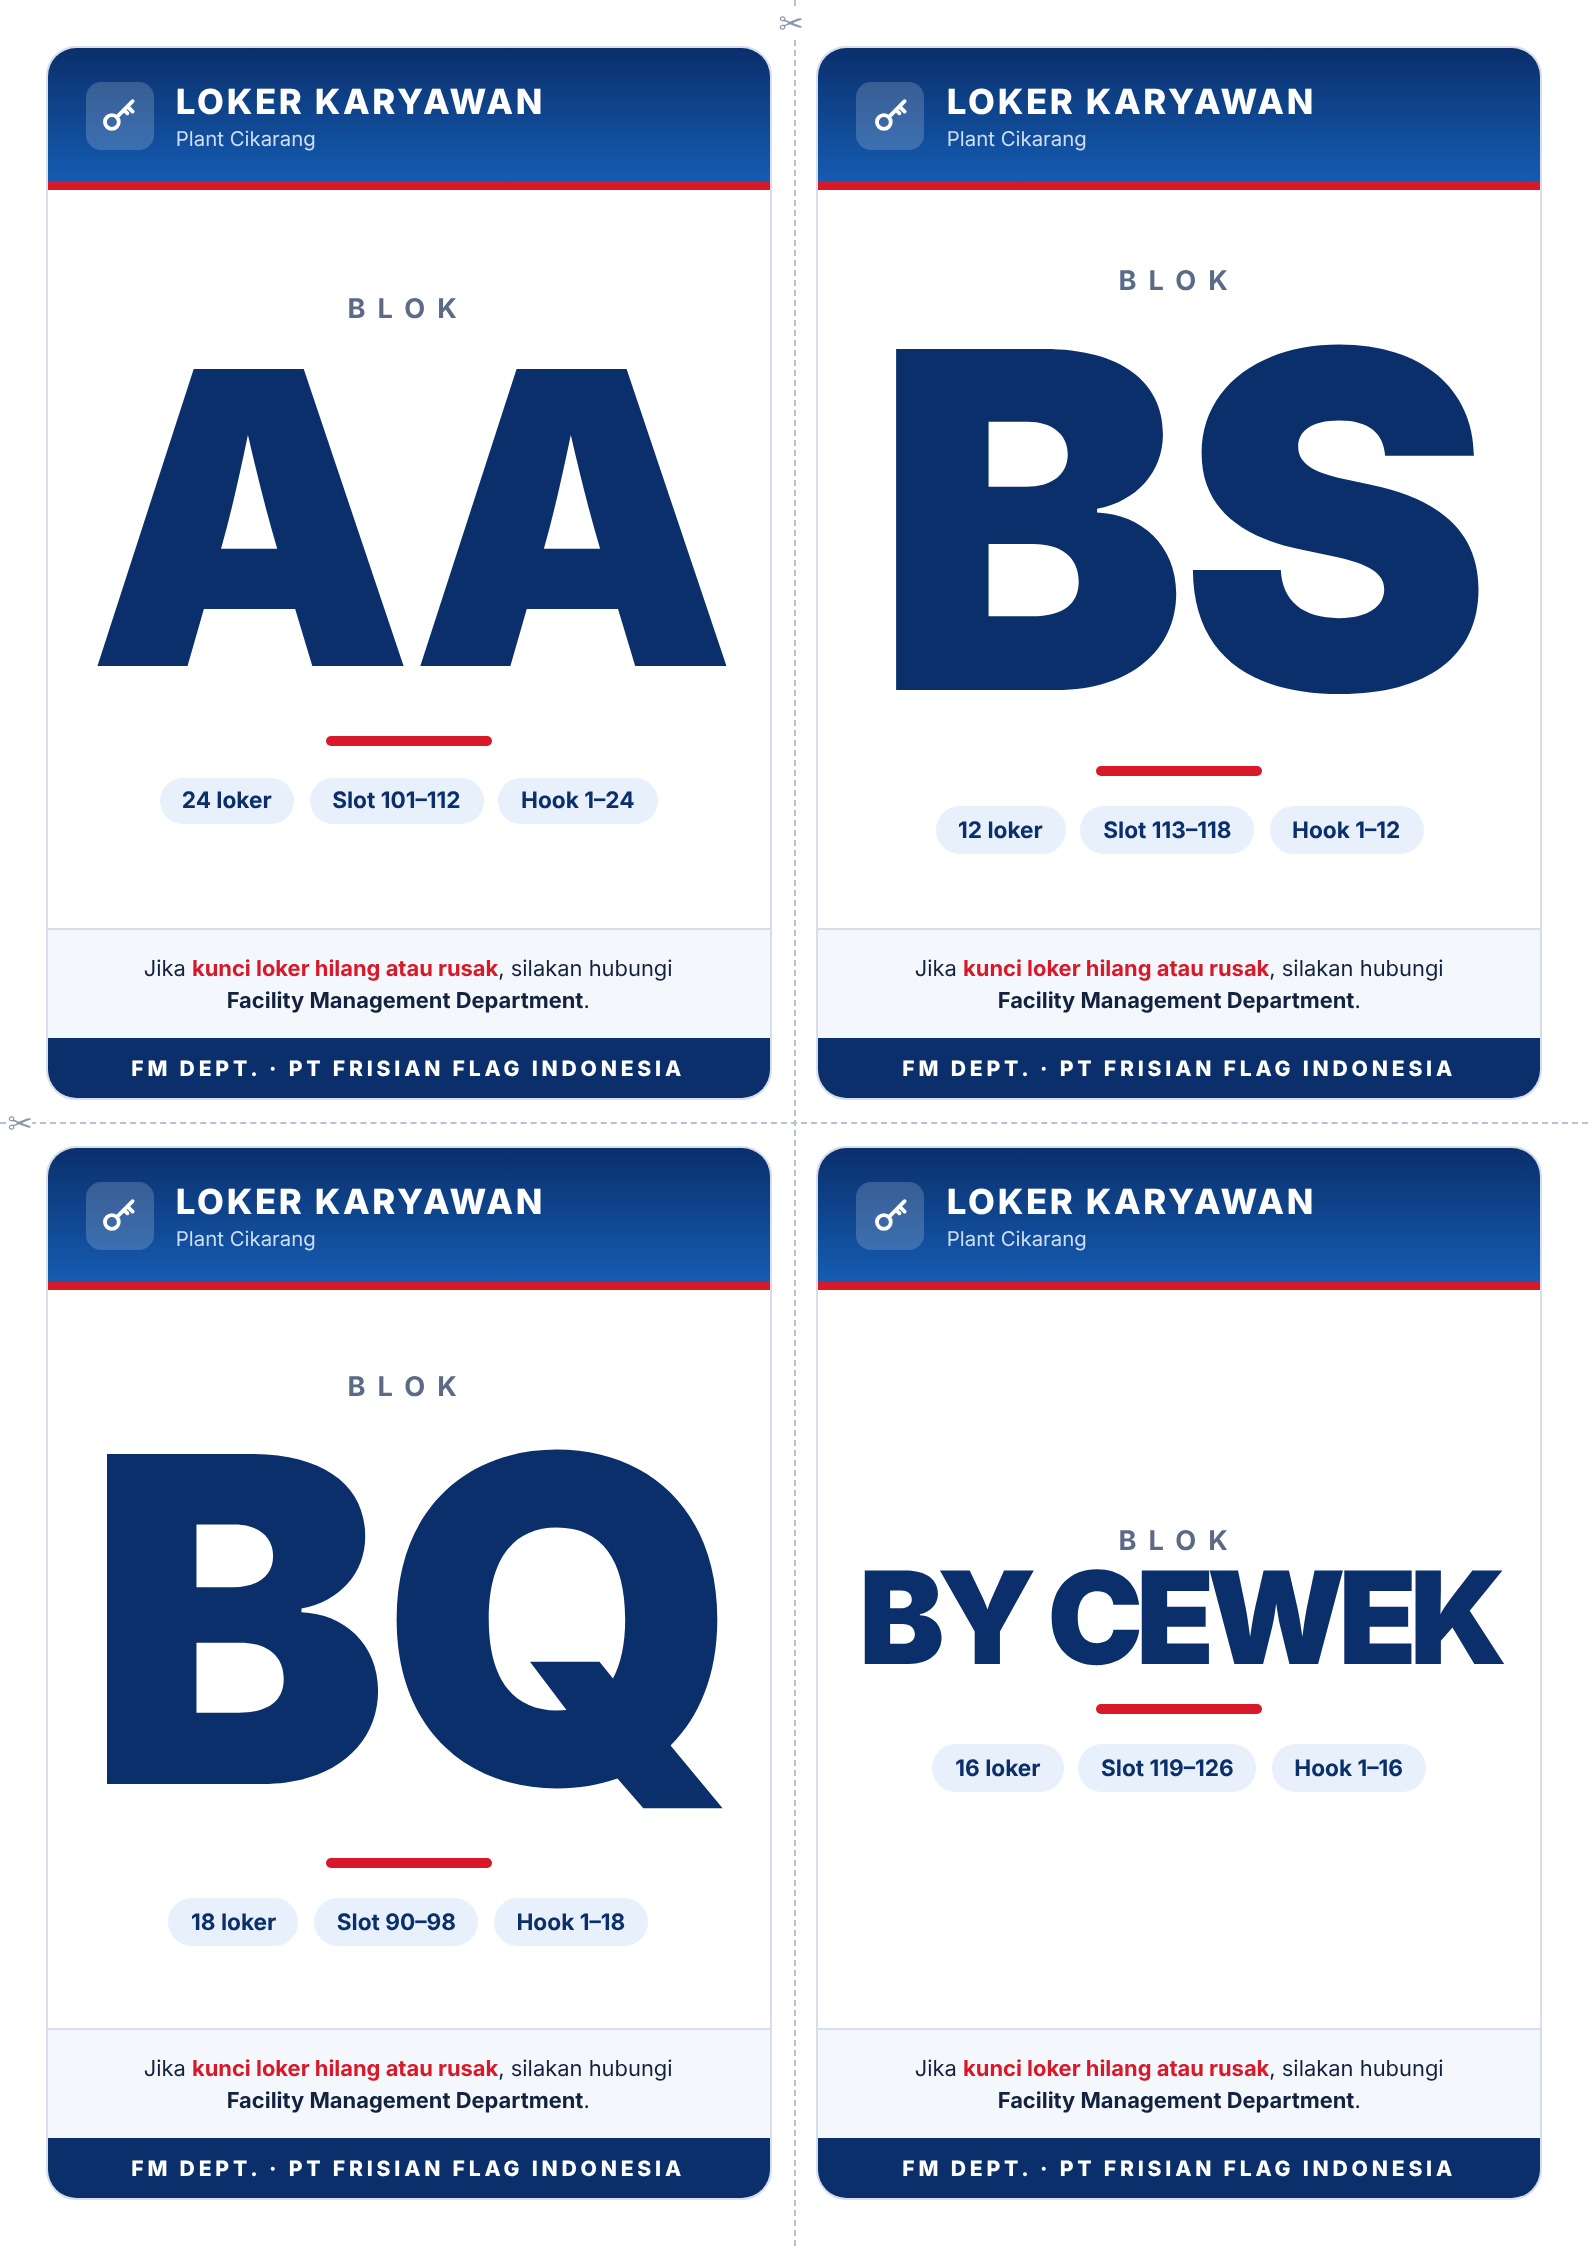 LOKER KARYAWAN
Plant Cikarang
BLOK
AA
24 loker
Slot 101–112
Hook 1–24
Jika kunci loker hilang atau rusak, silakan hubungi
Facility Management Department.
FM DEPT. · PT FRISIAN FLAG INDONESIA
LOKER KARYAWAN
Plant Cikarang
BLOK
BS
12 loker
Slot 113–118
Hook 1–12
Jika kunci loker hilang atau rusak, silakan hubungi
Facility Management Department.
FM DEPT. · PT FRISIAN FLAG INDONESIA
LOKER KARYAWAN
Plant Cikarang
BLOK
BQ
18 loker
Slot 90–98
Hook 1–18
Jika kunci loker hilang atau rusak, silakan hubungi
Facility Management Department.
FM DEPT. · PT FRISIAN FLAG INDONESIA
LOKER KARYAWAN
Plant Cikarang
BLOK
BY CEWEK
16 loker
Slot 119–126
Hook 1–16
Jika kunci loker hilang atau rusak, silakan hubungi
Facility Management Department.
FM DEPT. · PT FRISIAN FLAG INDONESIA